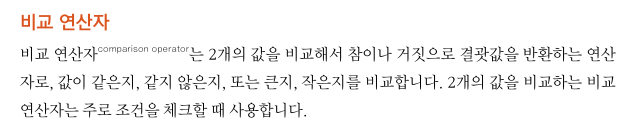 비교 연산자
비교 연산자comparison operator는 2개의 값을 비교해서 참이나 거짓으로 결괏값을 반환하는 연산
자로, 값이 같은지, 같지 않은지, 또는 큰지, 작은지를 비교합니다. 2개의 값을 비교하는 비교
연산자는 주로 조건을 체크할 때 사용합니다.